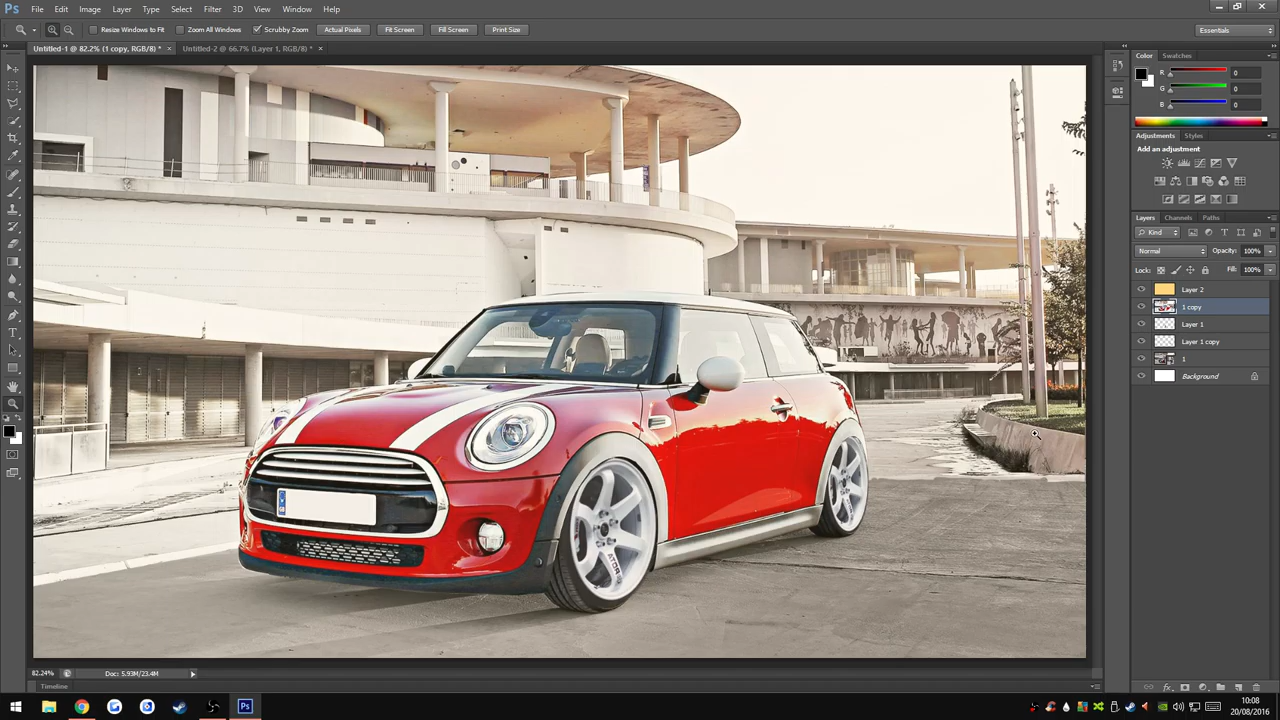 Ps File Edit Image Layer Type Select Filter 3D View Window Help
Resize Windows to Fit Zoom All Windows Scrubby Zoom Actual Pixels Fit Screen Fill Screen Print Size Essentials
Untitled-1 @ 82.2% (1 copy, RGB/8) * × Untitled-2 @ 66.7% (Layer 1, RGB/8) * ×
Color Swatches
R 0
G 0
B 0
Adjustments Styles
Add an adjustment
Layers Channels Paths
Kind
Normal Opacity: 100%
Lock: Fill: 100%
Layer 2
1 copy
Layer 1
Layer 1 copy
1
Background
82.24% Doc: 5.93M/23.4M
Timeline
Ps 10:08
20/08/2016